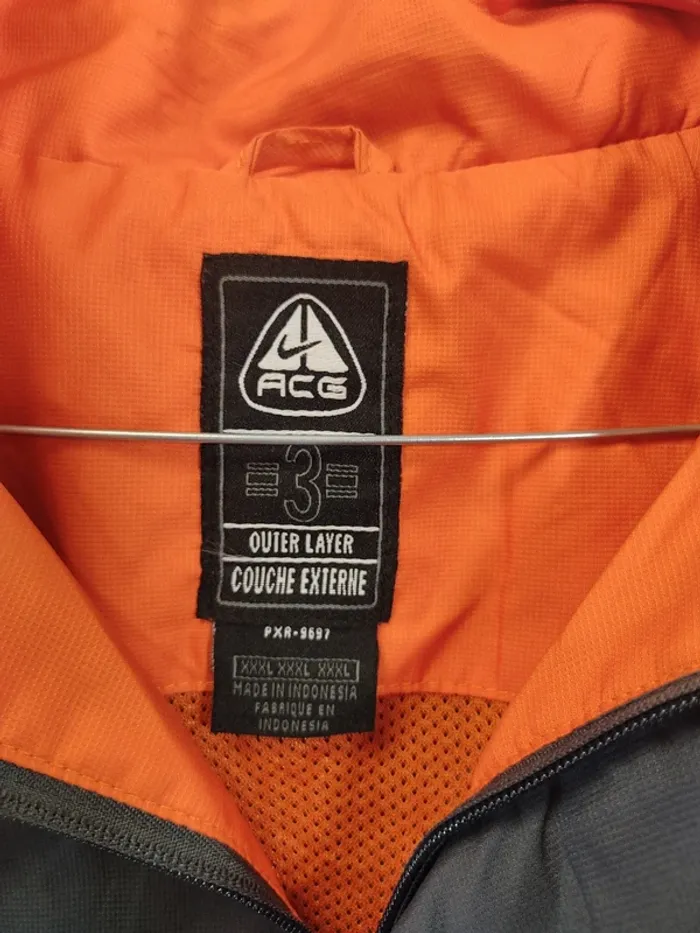 ACG
3
OUTER LAYER
COUCHE EXTERNE
PXR-9697
XXXL XXXL XXXL
MADE IN INDONESIA
FABRIQUE EN
INDONESIA